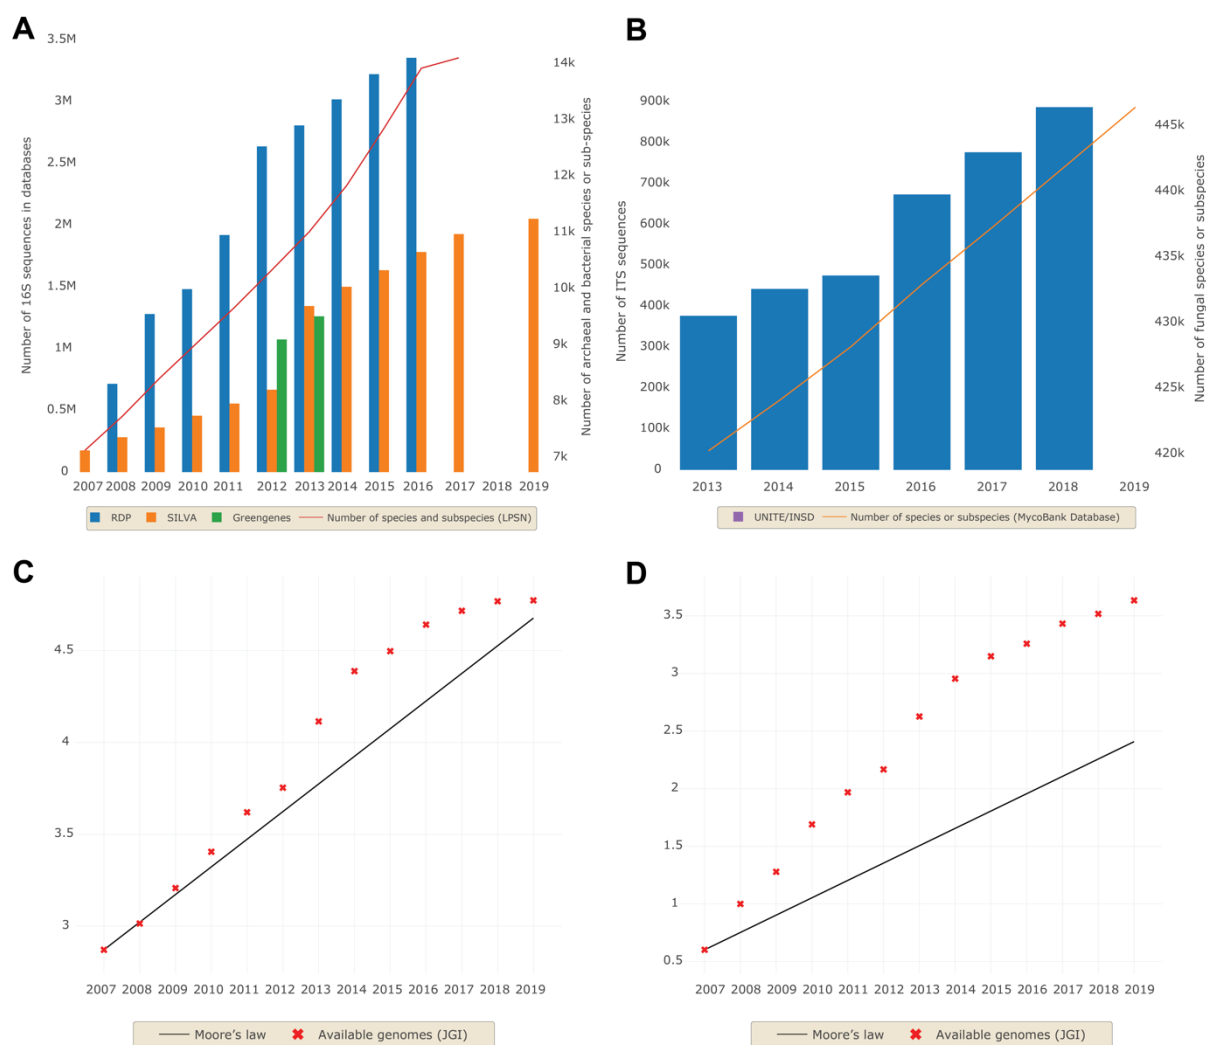 A
3.5M
3M
2.5M
2M
1.5M
1M
0.5M
0
Number of 16S sequences in databases
14k
13k
12k
11k
10k
9k
8k
7k
Number of archaeal and bacterial species or sub-species
2007 2008 2009 2010 2011 2012 2013 2014 2015 2016 2017 2018 2019
RDP SILVA Greengenes Number of species and subspecies (LPSN)
B
900k
800k
700k
600k
500k
400k
300k
200k
100k
0
Number of ITS sequences
445k
440k
435k
430k
425k
420k
Number of fungal species or subspecies
2013 2014 2015 2016 2017 2018 2019
UNITE/INSD Number of species or subspecies (MycoBank Database)
C
4.5
4
3.5
3
2007 2008 2009 2010 2011 2012 2013 2014 2015 2016 2017 2018 2019
Moore's law Available genomes (JGI)
D
3.5
3
2.5
2
1.5
1
0.5
2007 2008 2009 2010 2011 2012 2013 2014 2015 2016 2017 2018 2019
Moore's law Available genomes (JGI)